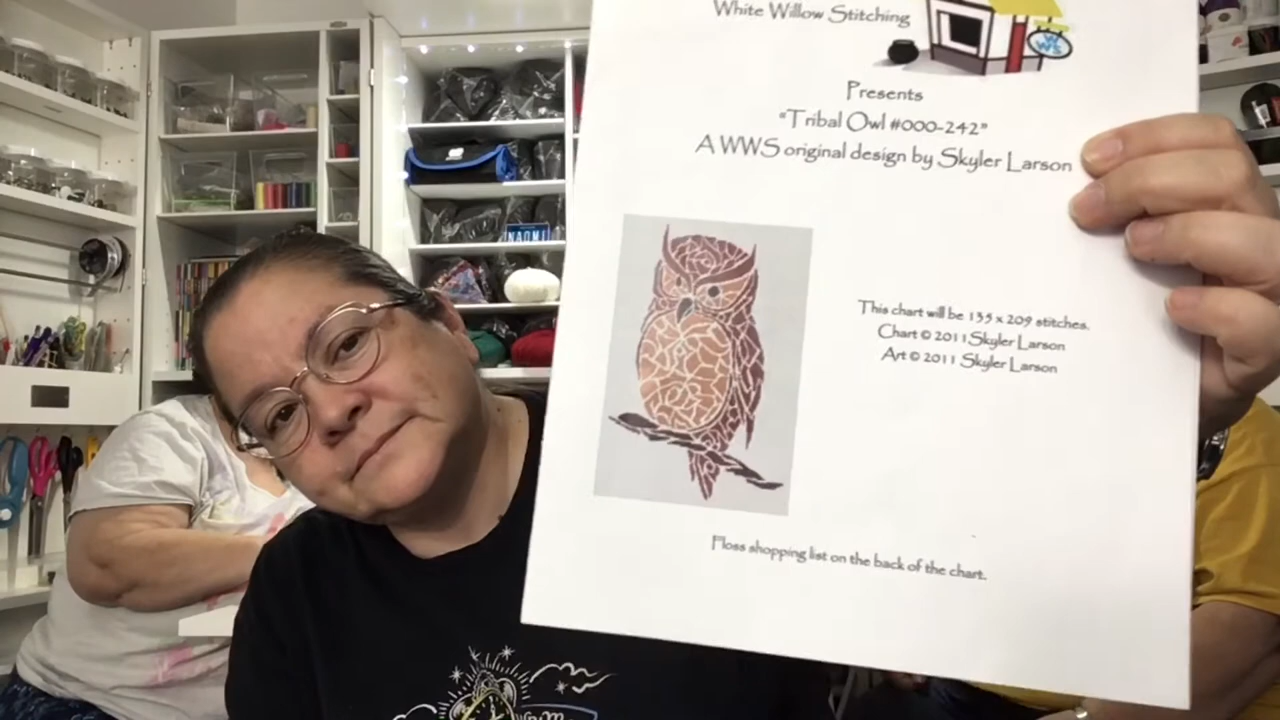 White Willow Stitching
WWS
Presents
"Tribal Owl #000-242"
A WWS original design by Skyler Larson
This chart will be 135 x 209 stitches.
Chart © 2011 Skyler Larson
Art © 2011 Skyler Larson
Floss shopping list on the back of the chart.
NAOMI